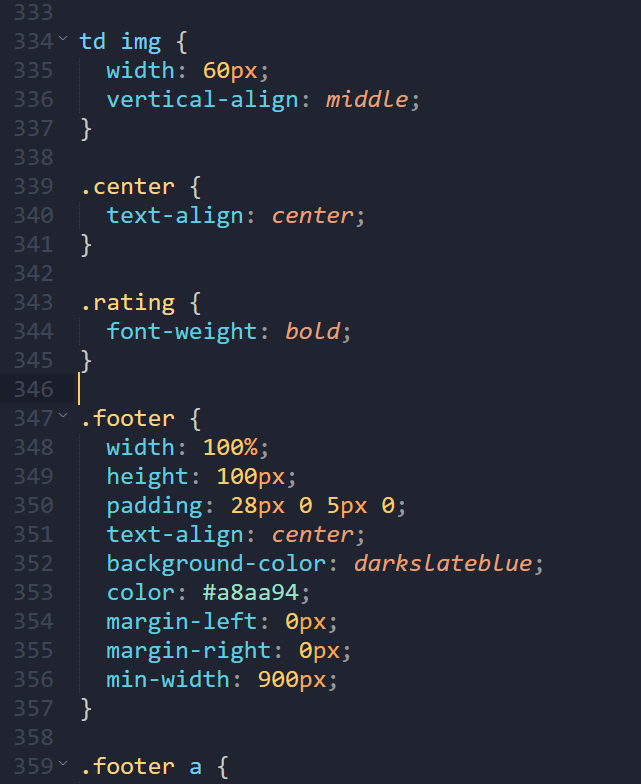 333
334 td img {
335 width: 60px;
336 vertical-align: middle;
337 }
338
339 .center {
340 text-align: center;
341 }
342
343 .rating {
344 font-weight: bold;
345 }
346
347 .footer {
348 width: 100%;
349 height: 100px;
350 padding: 28px 0 5px 0;
351 text-align: center;
352 background-color: darkslateblue;
353 color: #a8aa94;
354 margin-left: 0px;
355 margin-right: 0px;
356 min-width: 900px;
357 }
358
359 .footer a {